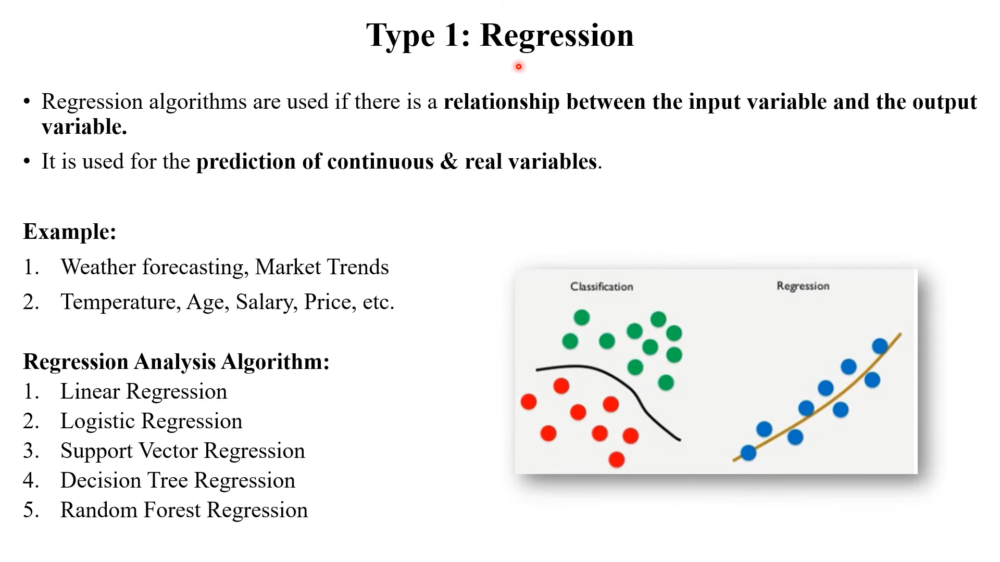 Type 1: Regression
• Regression algorithms are used if there is a relationship between the input variable and the output
variable.
• It is used for the prediction of continuous & real variables.
Example:
1. Weather forecasting, Market Trends
2. Temperature, Age, Salary, Price, etc.
Regression Analysis Algorithm:
1. Linear Regression
2. Logistic Regression
3. Support Vector Regression
4. Decision Tree Regression
5. Random Forest Regression
Classification
Regression